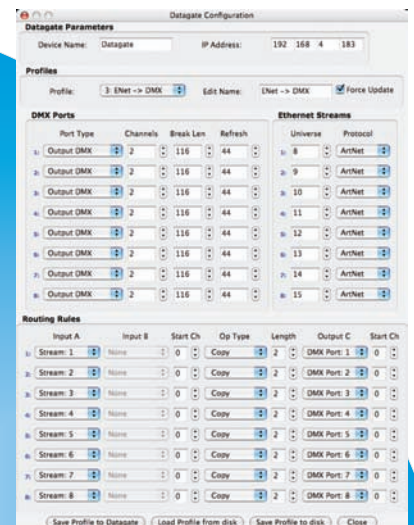 Datagate Configuration
Datagate Parameters
Device Name: Datagate IP Address: 192 168 4 183
Profiles
Profile: 3: ENet -> DMX Edit Name: ENet -> DMX Force Update
DMX Ports Ethernet Streams
Port Type Channels Break Len Refresh Universe Protocol
1: Output DMX 2 116 44 1: 8 ArtNet
2: Output DMX 2 116 44 2: 9 ArtNet
3: Output DMX 2 116 44 3: 10 ArtNet
4: Output DMX 2 116 44 4: 11 ArtNet
5: Output DMX 2 116 44 5: 12 ArtNet
6: Output DMX 2 116 44 6: 13 ArtNet
7: Output DMX 2 116 44 7: 14 ArtNet
8: Output DMX 2 116 44 8: 15 ArtNet
Routing Rules
Input A Input B Start Ch Op Type Length Output C Start Ch
1: Stream: 1 None 0 Copy 2 DMX Port: 1 0
2: Stream: 2 None 0 Copy 2 DMX Port: 2 0
3: Stream: 3 None 0 Copy 2 DMX Port: 3 0
4: Stream: 4 None 0 Copy 2 DMX Port: 4 0
5: Stream: 5 None 0 Copy 2 DMX Port: 5 0
6: Stream: 6 None 0 Copy 2 DMX Port: 6 0
7: Stream: 7 None 0 Copy 2 DMX Port: 7 0
8: Stream: 8 None 0 Copy 2 DMX Port: 8 0
Save Profile to Datagate Load Profile from disk Save Profile to disk Close